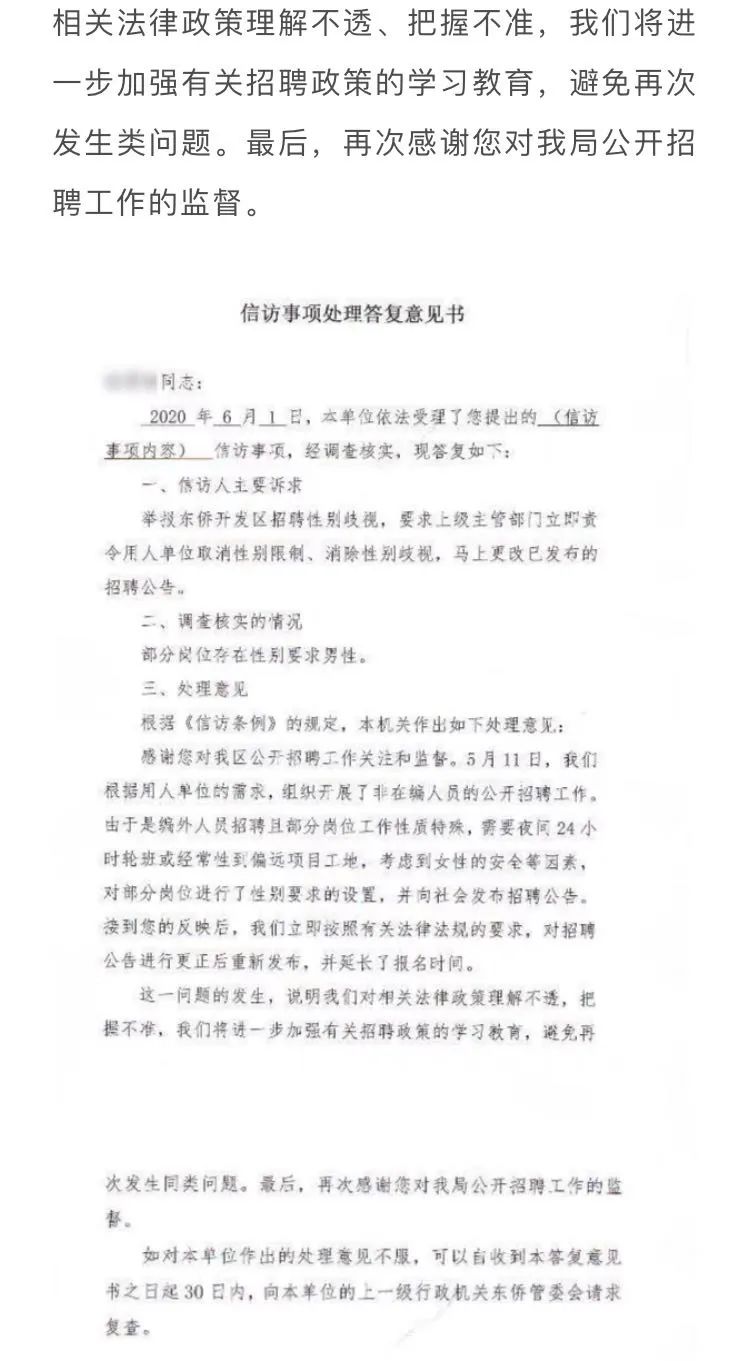 相关法律政策理解不透、把握不准，我们将进
一步加强有关招聘政策的学习教育，避免再次
发生类问题。最后，再次感谢您对我局公开招
聘工作的监督。
信访事项处理答复意见书
同志：
2020 年 6 月 1 日，本单位依法受理了您提出的（信访
事项内容） 信访事项，经调查核实，现答复如下：
一、信访人主要诉求
举报东侨开发区招聘性别歧视，要求上级主管部门立即责
令用人单位取消性别限制、消除性别歧视，马上更改已发布的
招聘公告。
二、调查核实的情况
部分岗位存在性别要求男性。
三、处理意见
根据《信访条例》的规定，本机关作出如下处理意见：
感谢您对我区公开招聘工作关注和监督。5 月 11 日，我们
根据用人单位的需求，组织开展了非在编人员的公开招聘工作。
由于是编外人员招聘且部分岗位工作性质特殊，需要夜间 24 小
时轮班或经常性到偏远项目工地，考虑到女性的安全等因素，
对部分岗位进行了性别要求的设置，并向社会发布招聘公告。
接到您的反映后，我们立即按照有关法律法规的要求，对招聘
公告进行更正后重新发布，并延长了报名时间。
这一问题的发生，说明我们对相关法律政策理解不透，把
握不准，我们将进一步加强有关招聘政策的学习教育，避免再
次发生同类问题。最后，再次感谢您对我局公开招聘工作的监
督。
如对本单位作出的处理意见不服，可以自收到本答复意见
书之日起 30 日内，向本单位的上一级行政机关东侨管委会请求
复查。